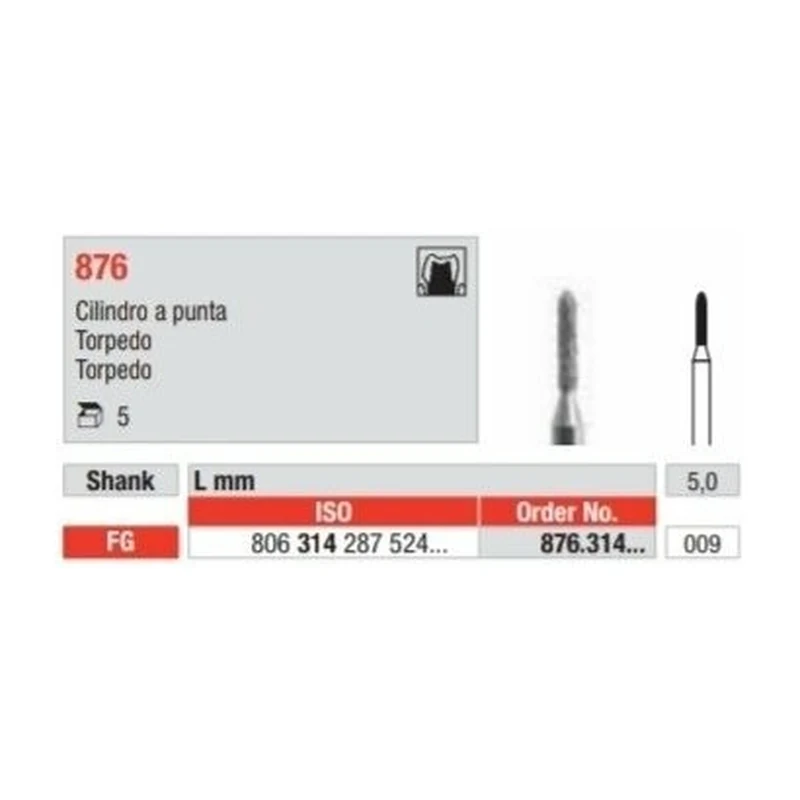 876
Cilindro a punta
Torpedo
Torpedo
5
Shank L mm 5,0
ISO Order No.
FG 806 314 287 524... 876.314... 009